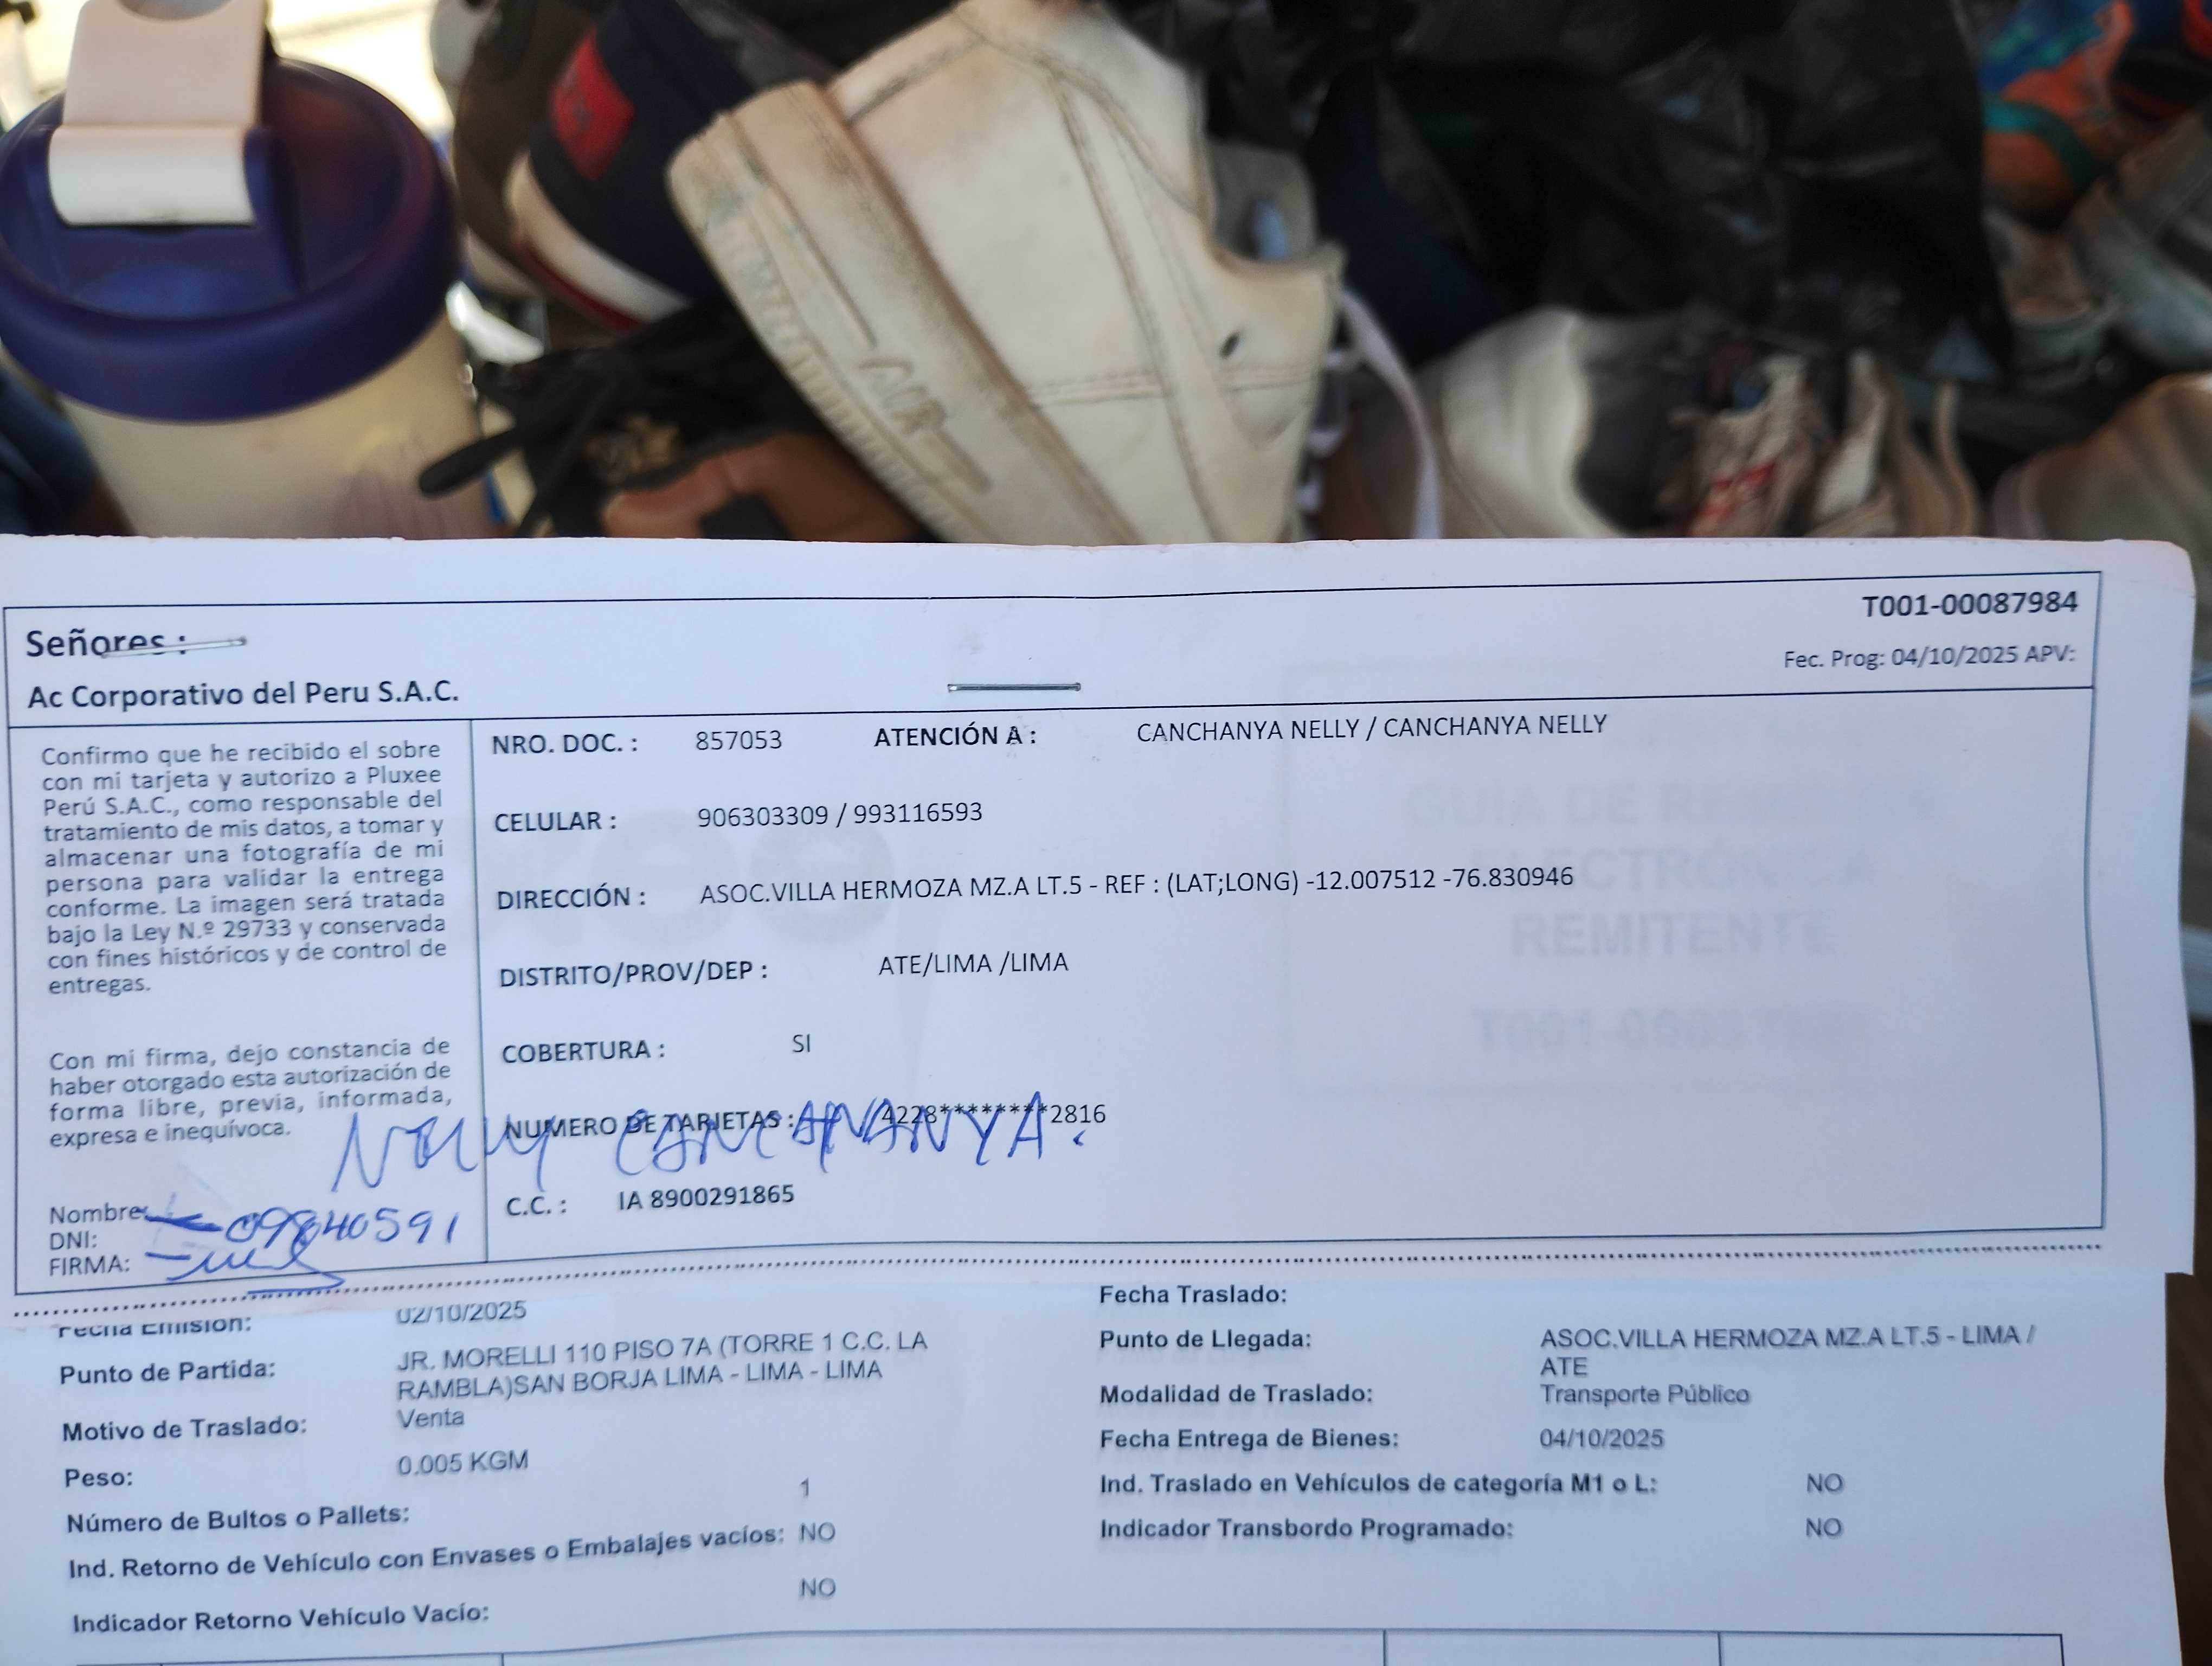 AIR
T001-00087984
Señores :
Fec. Prog: 04/10/2025 APV:
Ac Corporativo del Peru S.A.C.
Confirmo que he recibido el sobre
con mi tarjeta y autorizo a Pluxee
Perú S.A.C., como responsable del
tratamiento de mis datos, a tomar y
almacenar una fotografía de mi
persona para validar la entrega
conforme. La imagen será tratada
bajo la Ley N.º 29733 y conservada
con fines históricos y de control de
entregas.
Con mi firma, dejo constancia de
haber otorgado esta autorización de
forma libre, previa, informada,
expresa e inequívoca.
Nombre:
DNI: 09840591
FIRMA:
NRO. DOC. : 857053 ATENCIÓN A : CANCHANYA NELLY / CANCHANYA NELLY
CELULAR : 906303309 / 993116593
DIRECCIÓN : ASOC.VILLA HERMOZA MZ.A LT.5 - REF : (LAT;LONG) -12.007512 -76.830946
DISTRITO/PROV/DEP : ATE/LIMA /LIMA
COBERTURA : SI
NUMERO DE TARJETAS : 4228********2816
C.C. : IA 8900291865
GUÍA DE REMISIÓN
ELECTRÓNICA
REMITENTE
Fecha Emisión: 02/10/2025
Punto de Partida: JR. MORELLI 110 PISO 7A (TORRE 1 C.C. LA
RAMBLA)SAN BORJA LIMA - LIMA - LIMA
Motivo de Traslado: Venta
Peso: 0.005 KGM
Número de Bultos o Pallets: 1
Ind. Retorno de Vehículo con Envases o Embalajes vacíos: NO
Indicador Retorno Vehículo Vacío: NO
Fecha Traslado:
Punto de Llegada: ASOC.VILLA HERMOZA MZ.A LT.5 - LIMA /
ATE
Modalidad de Traslado: Transporte Público
Fecha Entrega de Bienes: 04/10/2025
Ind. Traslado en Vehículos de categoría M1 o L: NO
Indicador Transbordo Programado: NO